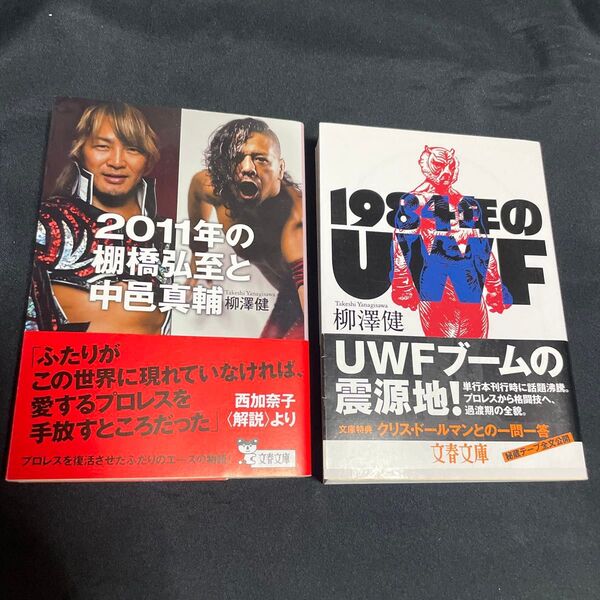 2011年の
棚橋弘至と
中邑真輔
Takeshi Yanagisawa
柳澤健
「ふたりが
この世界に現れていなければ、
愛するプロレスを
手放すところだった」
西加奈子
〈解説〉より
プロレスを復活させたふたりのエースの物語!
文春文庫
1984年の
UWF
Takeshi Yanagisawa
柳澤健
UWFブームの
震源地!
単行本刊行時に話題沸騰。
プロレスから格闘技へ、
過渡期の全貌。
文庫特典 クリス・ドールマンとの一問一答
文春文庫
秘蔵テープ全文公開